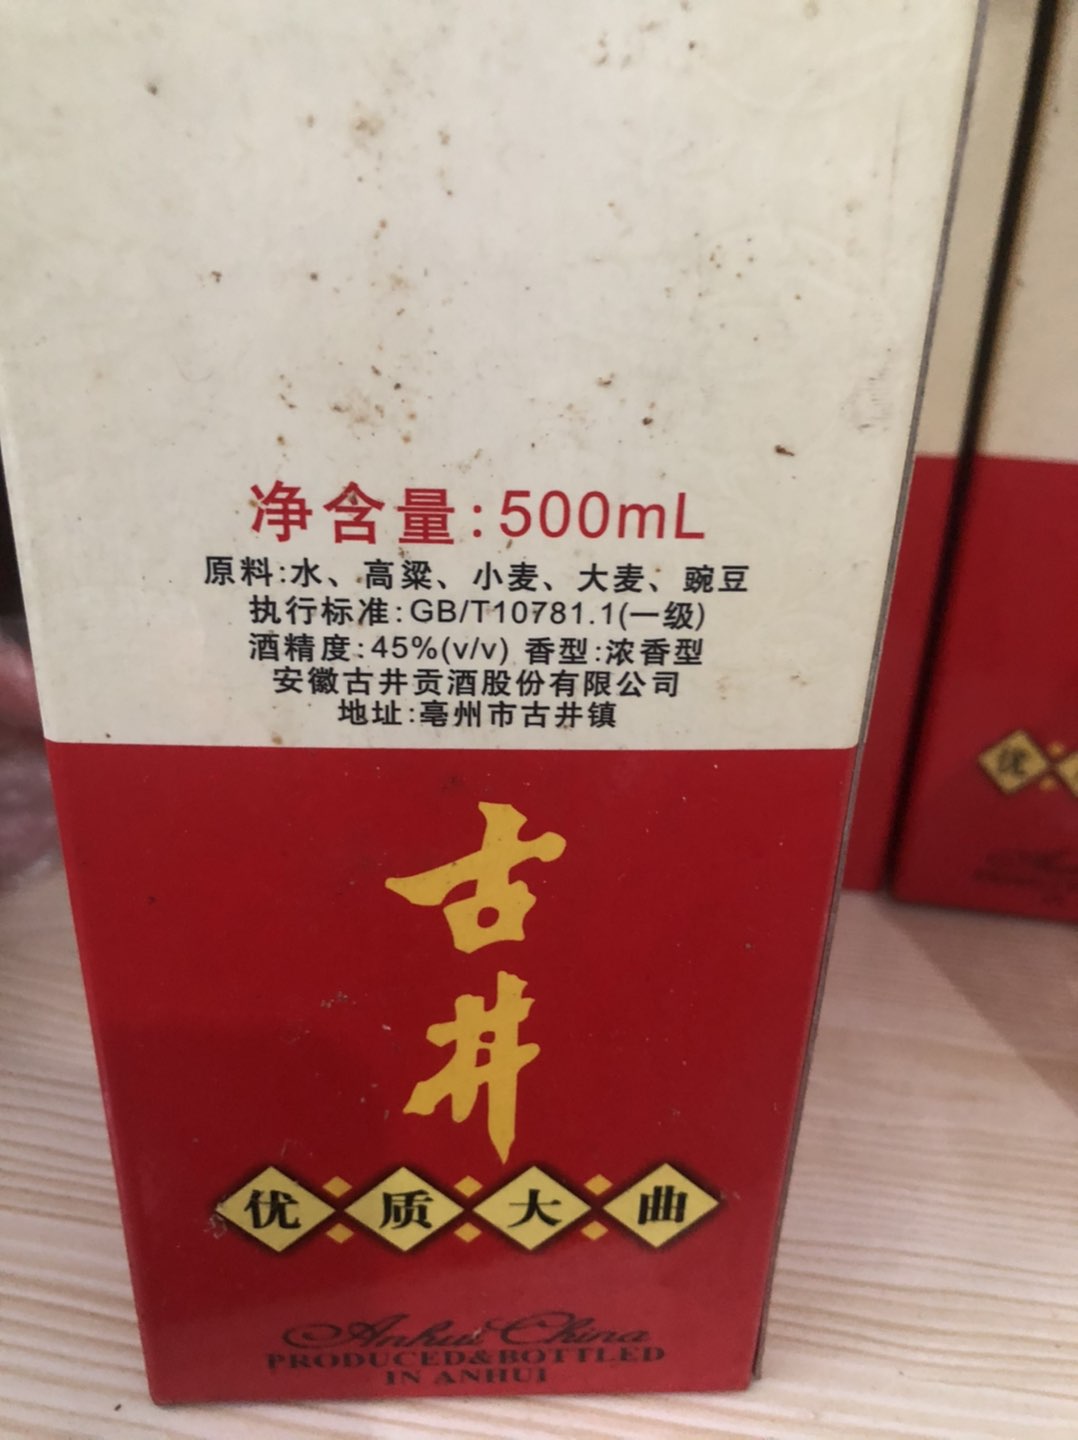 净含量:500mL
原料:水、高粱、小麦、大麦、豌豆
执行标准:GB/T10781.1(一级)
酒精度:45%(v/v) 香型:浓香型
安徽古井贡酒股份有限公司
地址:亳州市古井镇
古井
优质大曲
Anhui China
PRODUCED&BOTTLED
IN ANHUI
优